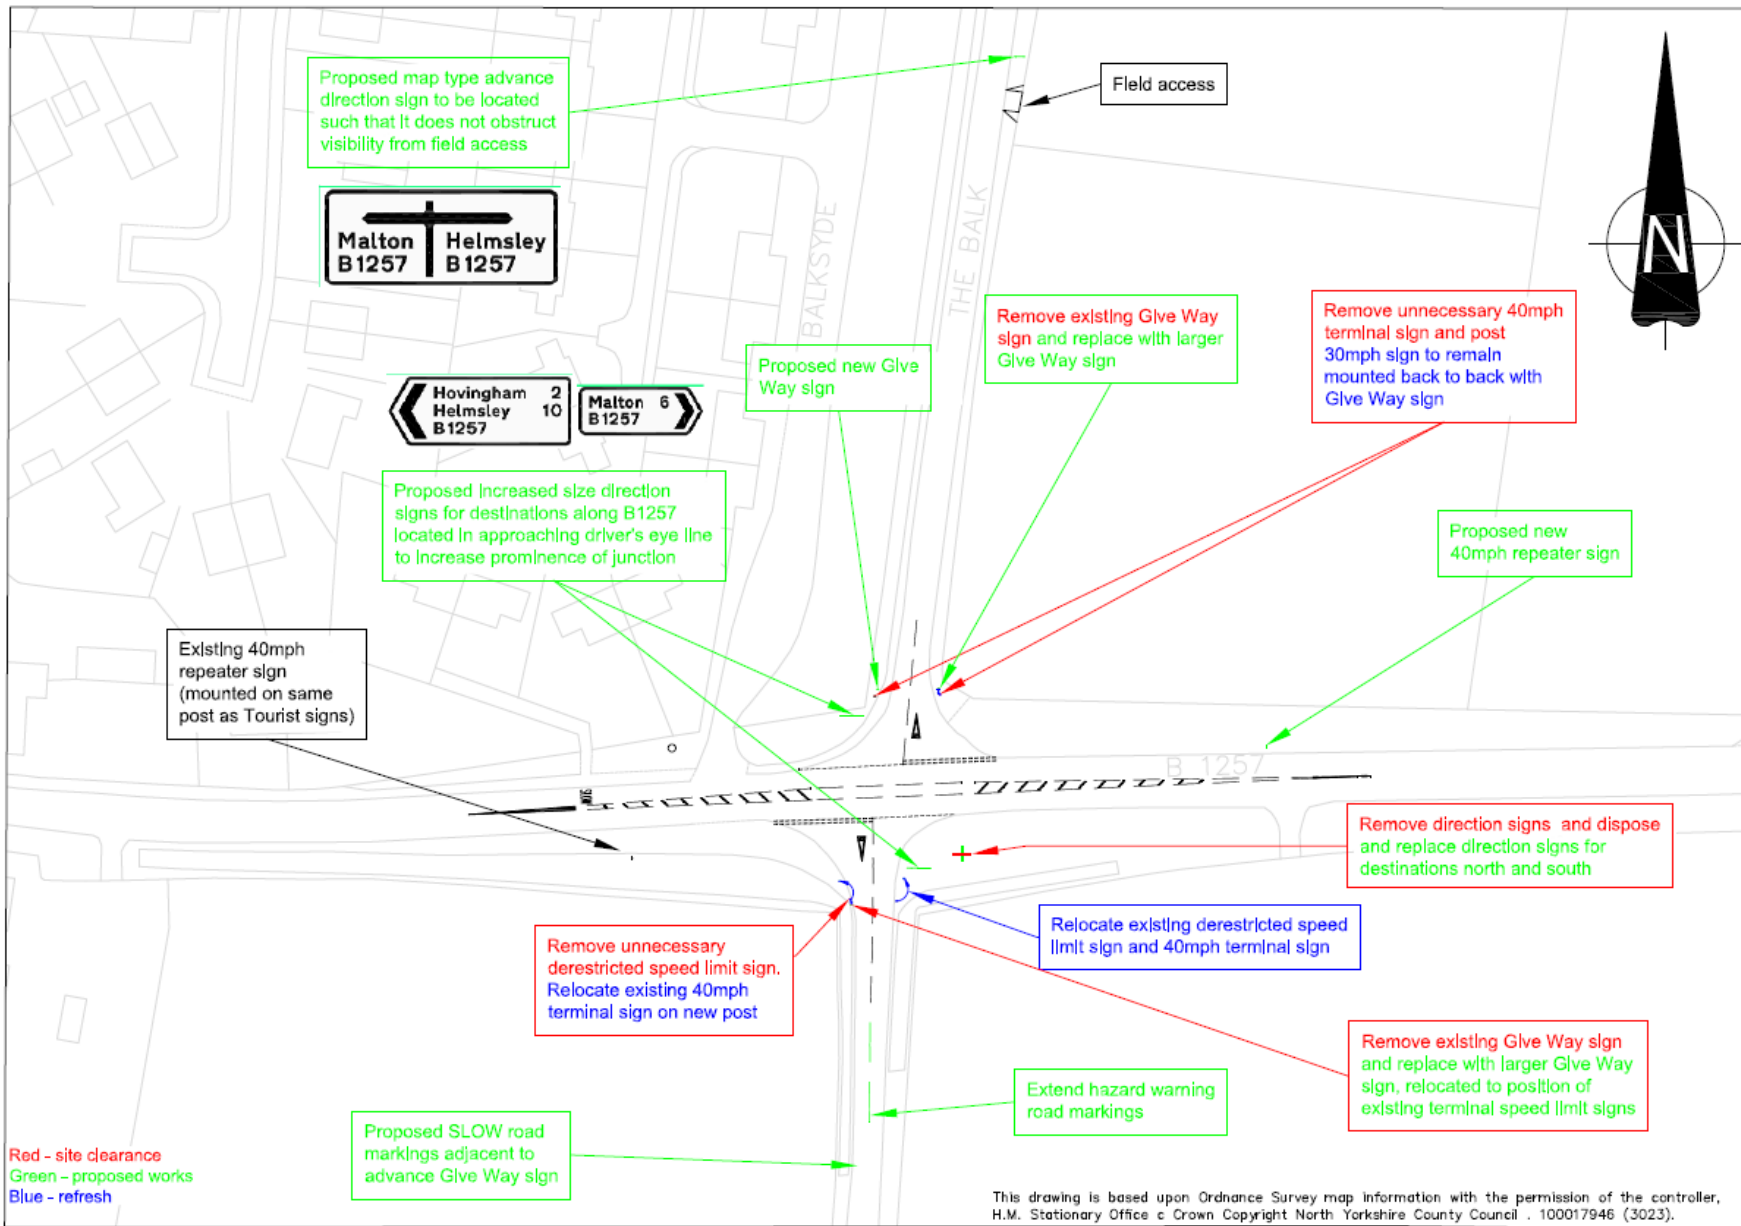 Proposed map type advance
direction sign to be located
such that it does not obstruct
visibility from field access
Field access
Malton
B1257
Helmsley
B1257
BALKSYDE
THE BALK
N
Hovingham 2
Helmsley 10
B1257
Malton 6
B1257
Proposed new Give
Way sign
Remove existing Give Way
sign and replace with larger
Give Way sign
Remove unnecessary 40mph
terminal sign and post
30mph sign to remain
mounted back to back with
Give Way sign
Proposed increased size direction
signs for destinations along B1257
located in approaching driver's eye line
to increase prominence of junction
Proposed new
40mph repeater sign
Existing 40mph
repeater sign
(mounted on same
post as Tourist signs)
B 1257
Remove direction signs and dispose
and replace direction signs for
destinations north and south
Relocate existing derestricted speed
limit sign and 40mph terminal sign
Remove unnecessary
derestricted speed limit sign.
Relocate existing 40mph
terminal sign on new post
Remove existing Give Way sign
and replace with larger Give Way
sign, relocated to position of
existing terminal speed limit signs
Extend hazard warning
road markings
Proposed SLOW road
markings adjacent to
advance Give Way sign
Red - site clearance
Green - proposed works
Blue - refresh
This drawing is based upon Ordnance Survey map information with the permission of the controller,
H.M. Stationary Office c Crown Copyright North Yorkshire County Council . 100017946 (3023).